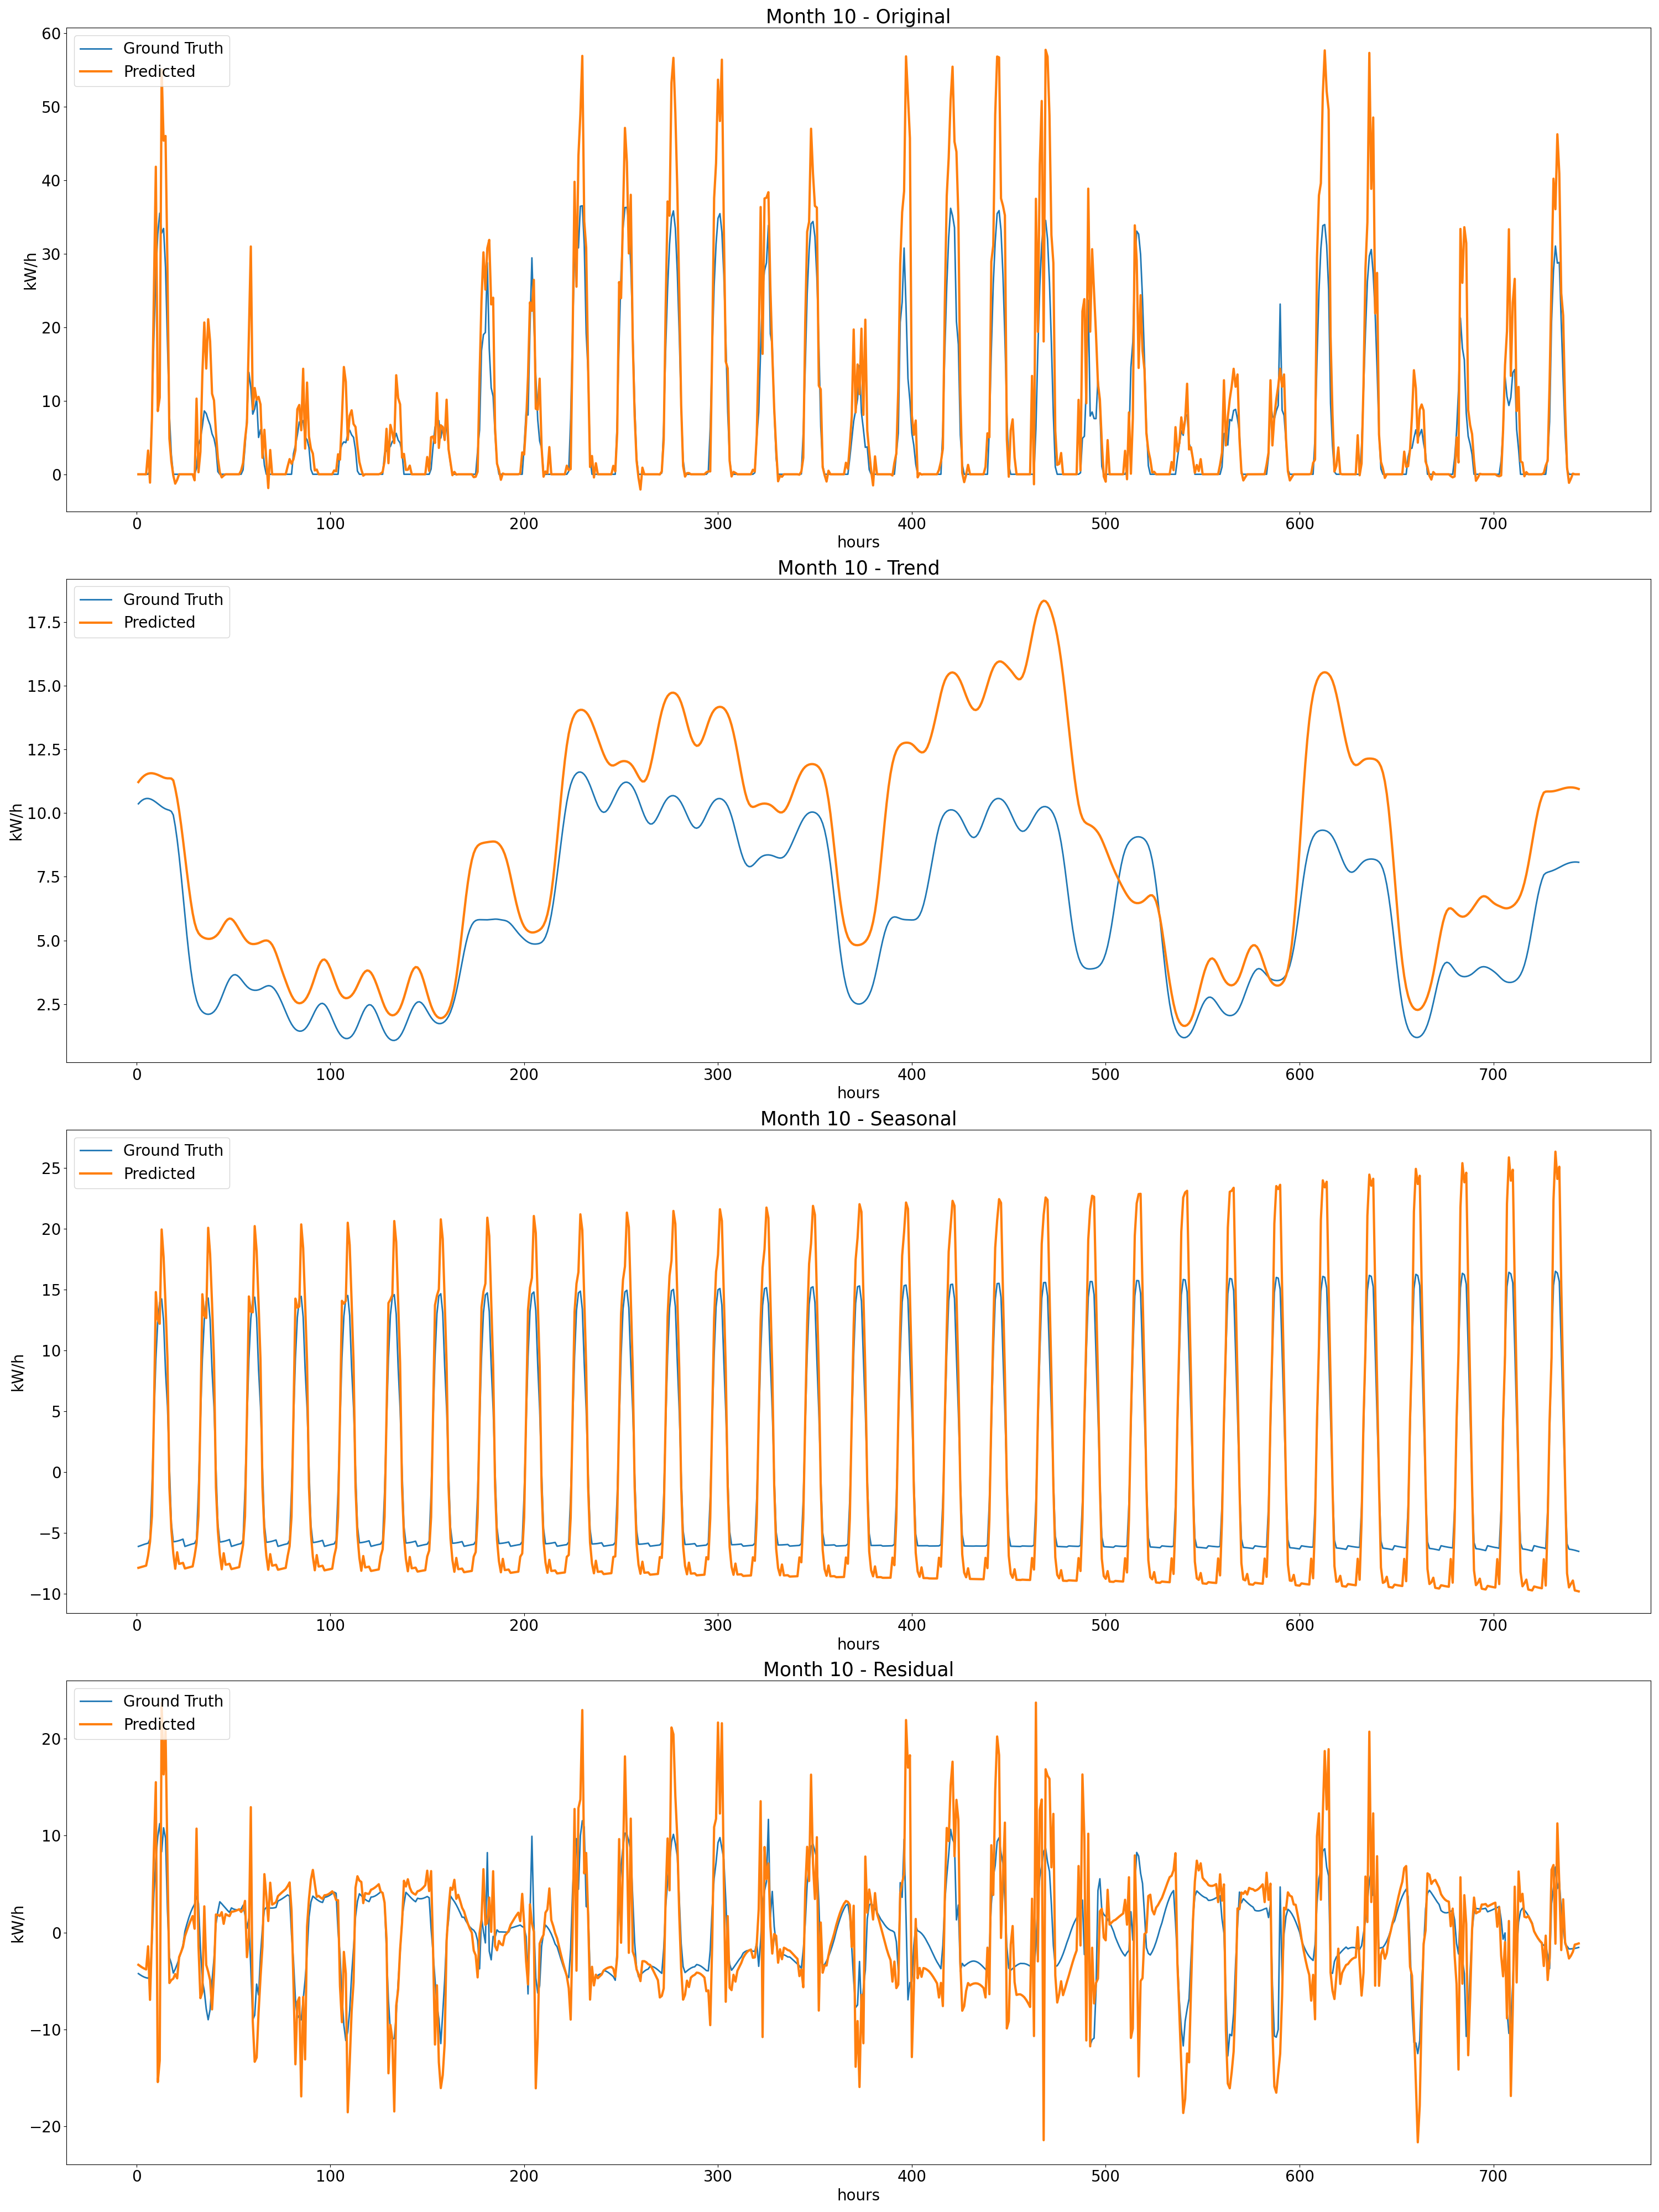 Month 10 - Original
Ground Truth
Predicted
kW/h
60
50
40
30
20
10
0
0 100 200 300 400 500 600 700
hours
Month 10 - Trend
Ground Truth
Predicted
kW/h
17.5
15.0
12.5
10.0
7.5
5.0
2.5
0 100 200 300 400 500 600 700
hours
Month 10 - Seasonal
Ground Truth
Predicted
kW/h
25
20
15
10
5
0
−5
−10
0 100 200 300 400 500 600 700
hours
Month 10 - Residual
Ground Truth
Predicted
kW/h
20
10
0
−10
−20
0 100 200 300 400 500 600 700
hours